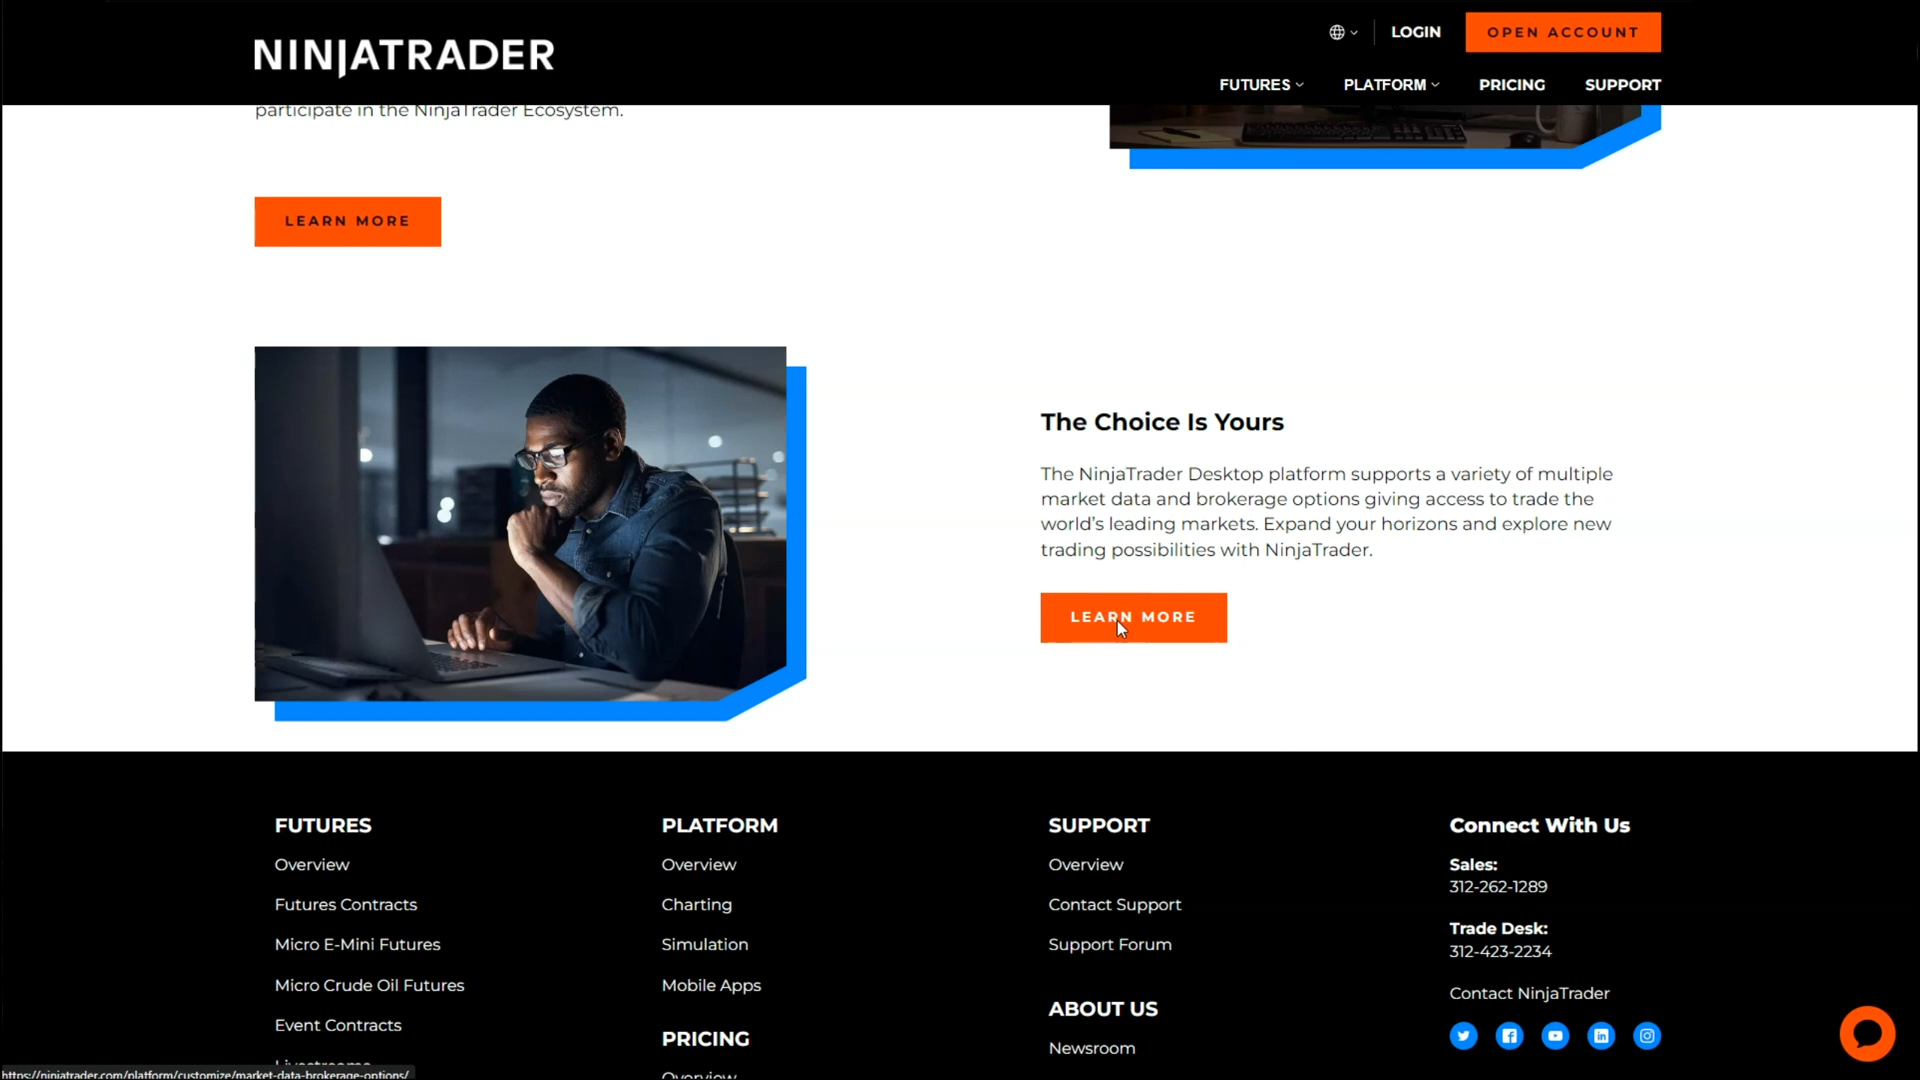 NINJATRADER
LOGIN
OPEN ACCOUNT
FUTURES
PLATFORM
PRICING
SUPPORT
participate in the NinjaTrader Ecosystem.
LEARN MORE
The Choice Is Yours
The NinjaTrader Desktop platform supports a variety of multiple
market data and brokerage options giving access to trade the
world's leading markets. Expand your horizons and explore new
trading possibilities with NinjaTrader.
LEARN MORE
FUTURES
Overview
Futures Contracts
Micro E-Mini Futures
Micro Crude Oil Futures
Event Contracts
Livestreams
PLATFORM
Overview
Charting
Simulation
Mobile Apps
PRICING
Overview
SUPPORT
Overview
Contact Support
Support Forum
ABOUT US
Newsroom
Connect With Us
Sales:
312-262-1289
Trade Desk:
312-423-2234
Contact NinjaTrader
https://ninjatrader.com/platform/customize/market-data-brokerage-options/